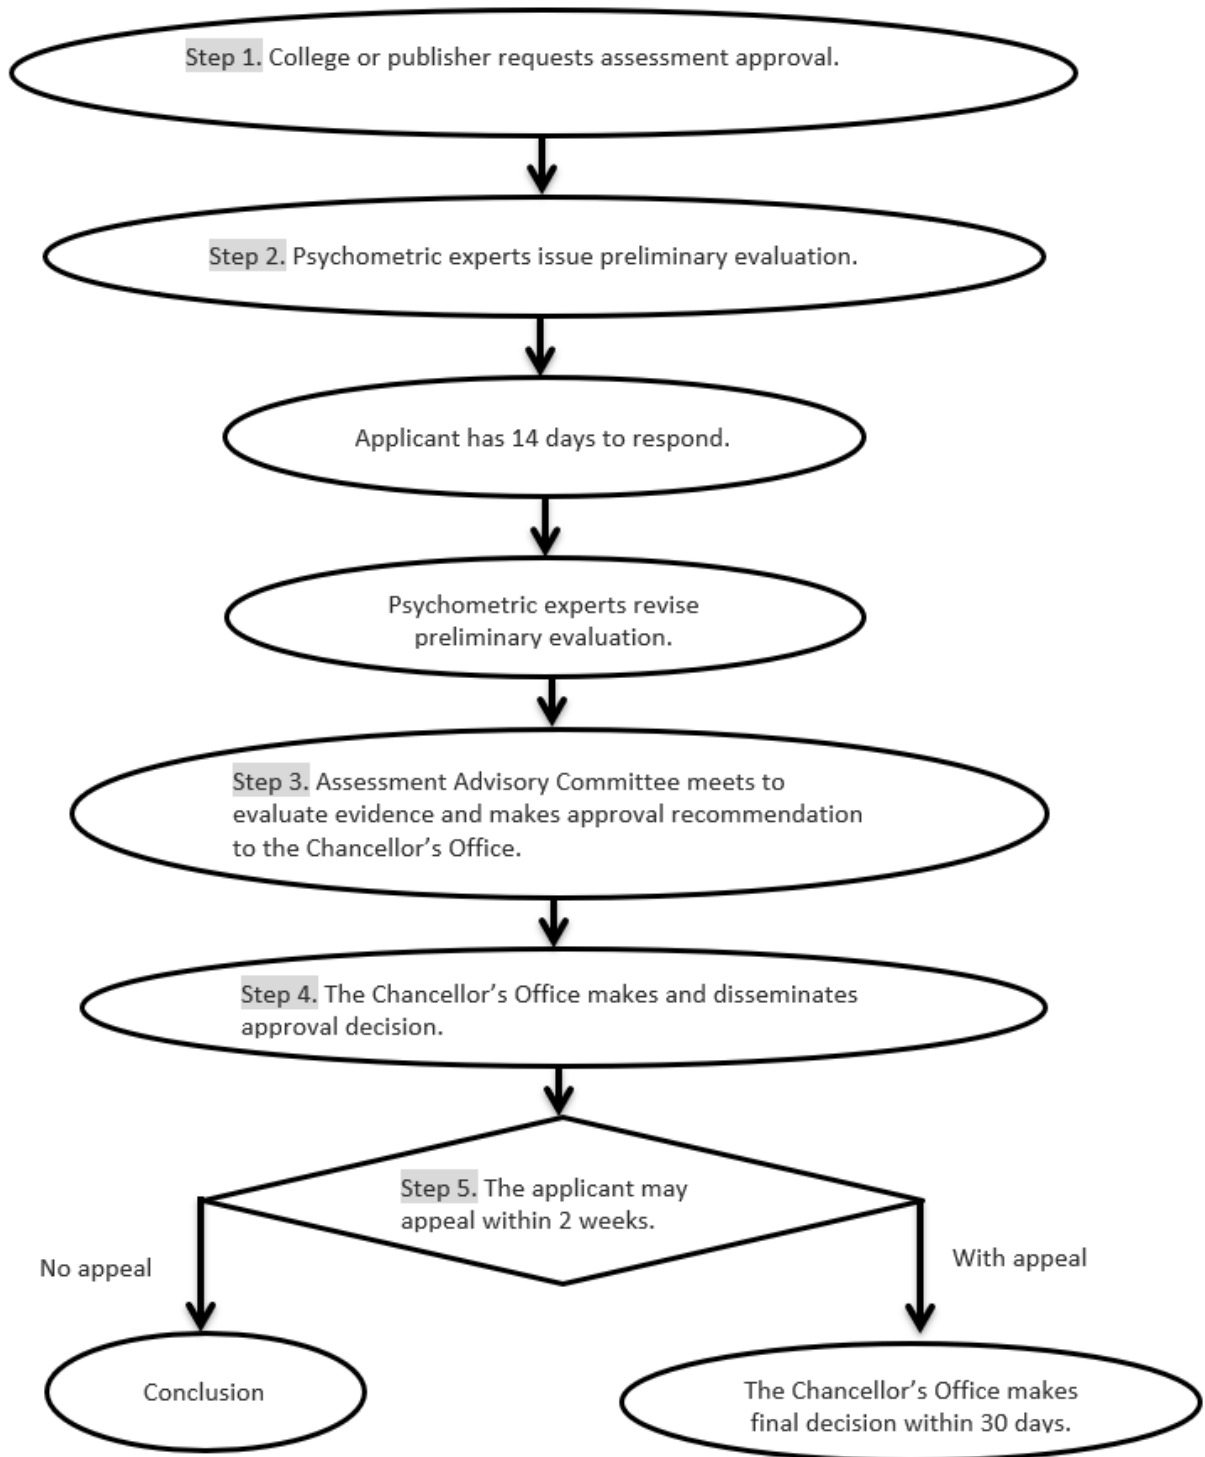 Step 1. College or publisher requests assessment approval.
Step 2. Psychometric experts issue preliminary evaluation.
Applicant has 14 days to respond.
Psychometric experts revise
preliminary evaluation.
Step 3. Assessment Advisory Committee meets to
evaluate evidence and makes approval recommendation
to the Chancellor’s Office.
Step 4. The Chancellor’s Office makes and disseminates
approval decision.
Step 5. The applicant may
appeal within 2 weeks.
No appeal
With appeal
Conclusion
The Chancellor’s Office makes
final decision within 30 days.